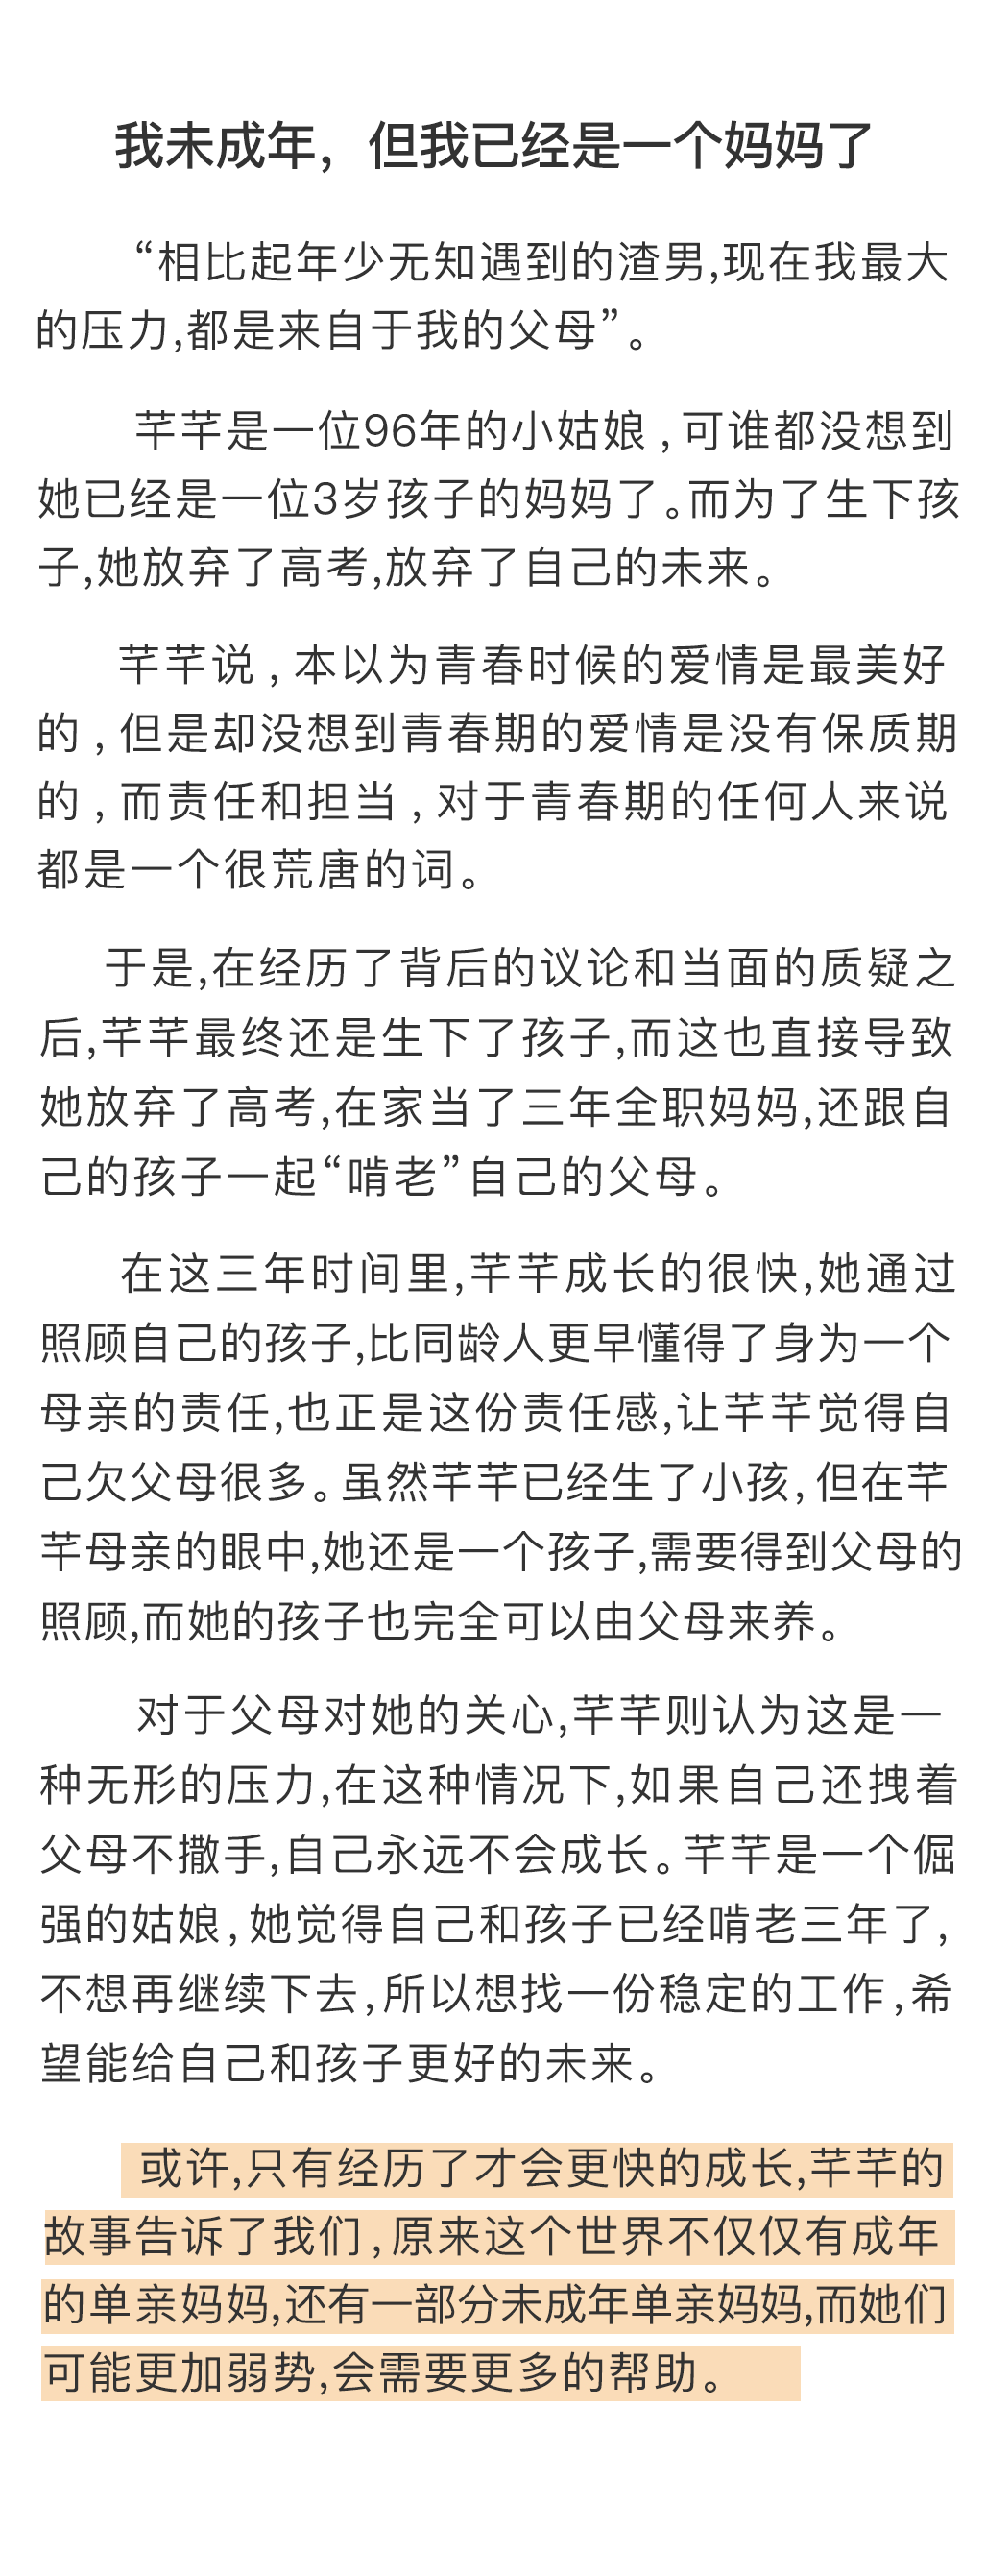 我未成年，但我已经是一个妈妈了
“相比起年少无知遇到的渣男,现在我最大
的压力,都是来自于我的父母”。
芊芊是一位96年的小姑娘,可谁都没想到
她已经是一位3岁孩子的妈妈了。而为了生下孩
子,她放弃了高考,放弃了自己的未来。
芊芊说,本以为青春时候的爱情是最美好
的,但是却没想到青春期的爱情是没有保质期
的,而责任和担当,对于青春期的任何人来说
都是一个很荒唐的词。
于是,在经历了背后的议论和当面的质疑之
后,芊芊最终还是生下了孩子,而这也直接导致
她放弃了高考,在家当了三年全职妈妈,还跟自
己的孩子一起“啃老”自己的父母。
在这三年时间里,芊芊成长的很快,她通过
照顾自己的孩子,比同龄人更早懂得了身为一个
母亲的责任,也正是这份责任感,让芊芊觉得自
己欠父母很多。虽然芊芊已经生了小孩,但在芊
芊母亲的眼中,她还是一个孩子,需要得到父母的
照顾,而她的孩子也完全可以由父母来养。
对于父母对她的关心,芊芊则认为这是一
种无形的压力,在这种情况下,如果自己还拽着
父母不撒手,自己永远不会成长。芊芊是一个倔
强的姑娘,她觉得自己和孩子已经啃老三年了,
不想再继续下去,所以想找一份稳定的工作,希
望能给自己和孩子更好的未来。
或许,只有经历了才会更快的成长,芊芊的
故事告诉了我们,原来这个世界不仅仅有成年
的单亲妈妈,还有一部分未成年单亲妈妈,而她们
可能更加弱势,会需要更多的帮助。